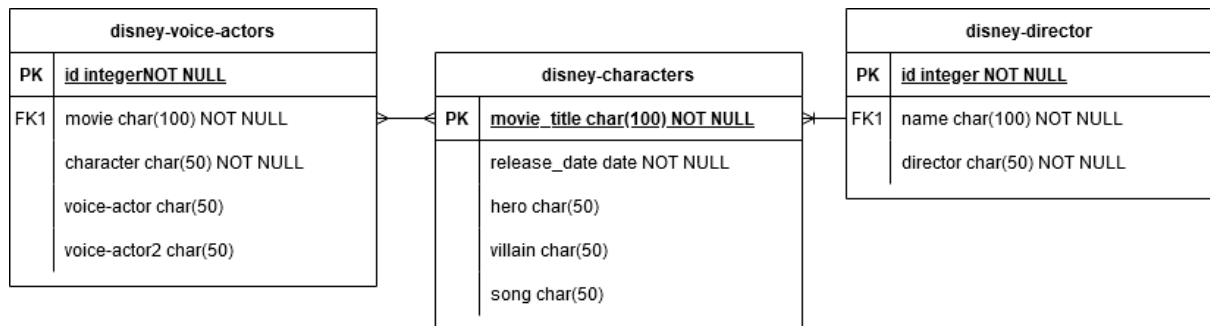 disney-voice-actors
PK id integerNOT NULL
FK1 movie char(100) NOT NULL
character char(50) NOT NULL
voice-actor char(50)
voice-actor2 char(50)
disney-characters
PK movie_title char(100) NOT NULL
release_date date NOT NULL
hero char(50)
villain char(50)
song char(50)
disney-director
PK id integer NOT NULL
FK1 name char(100) NOT NULL
director char(50) NOT NULL